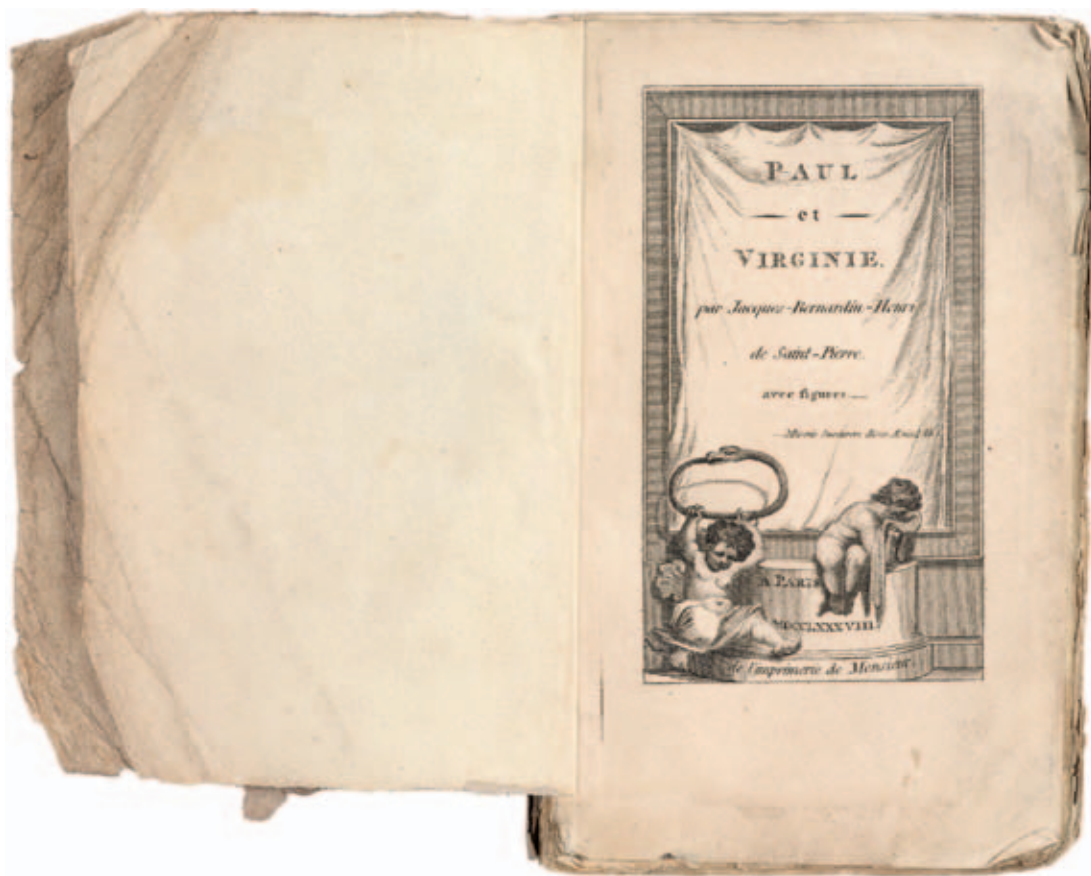 PAUL
et
VIRGINIE.
par Jacques-Bernardin-Henri
de Saint-Pierre.
avec figures
A PARIS
MDCCLXXXVIII.
de l'imprimerie de Monsieur.